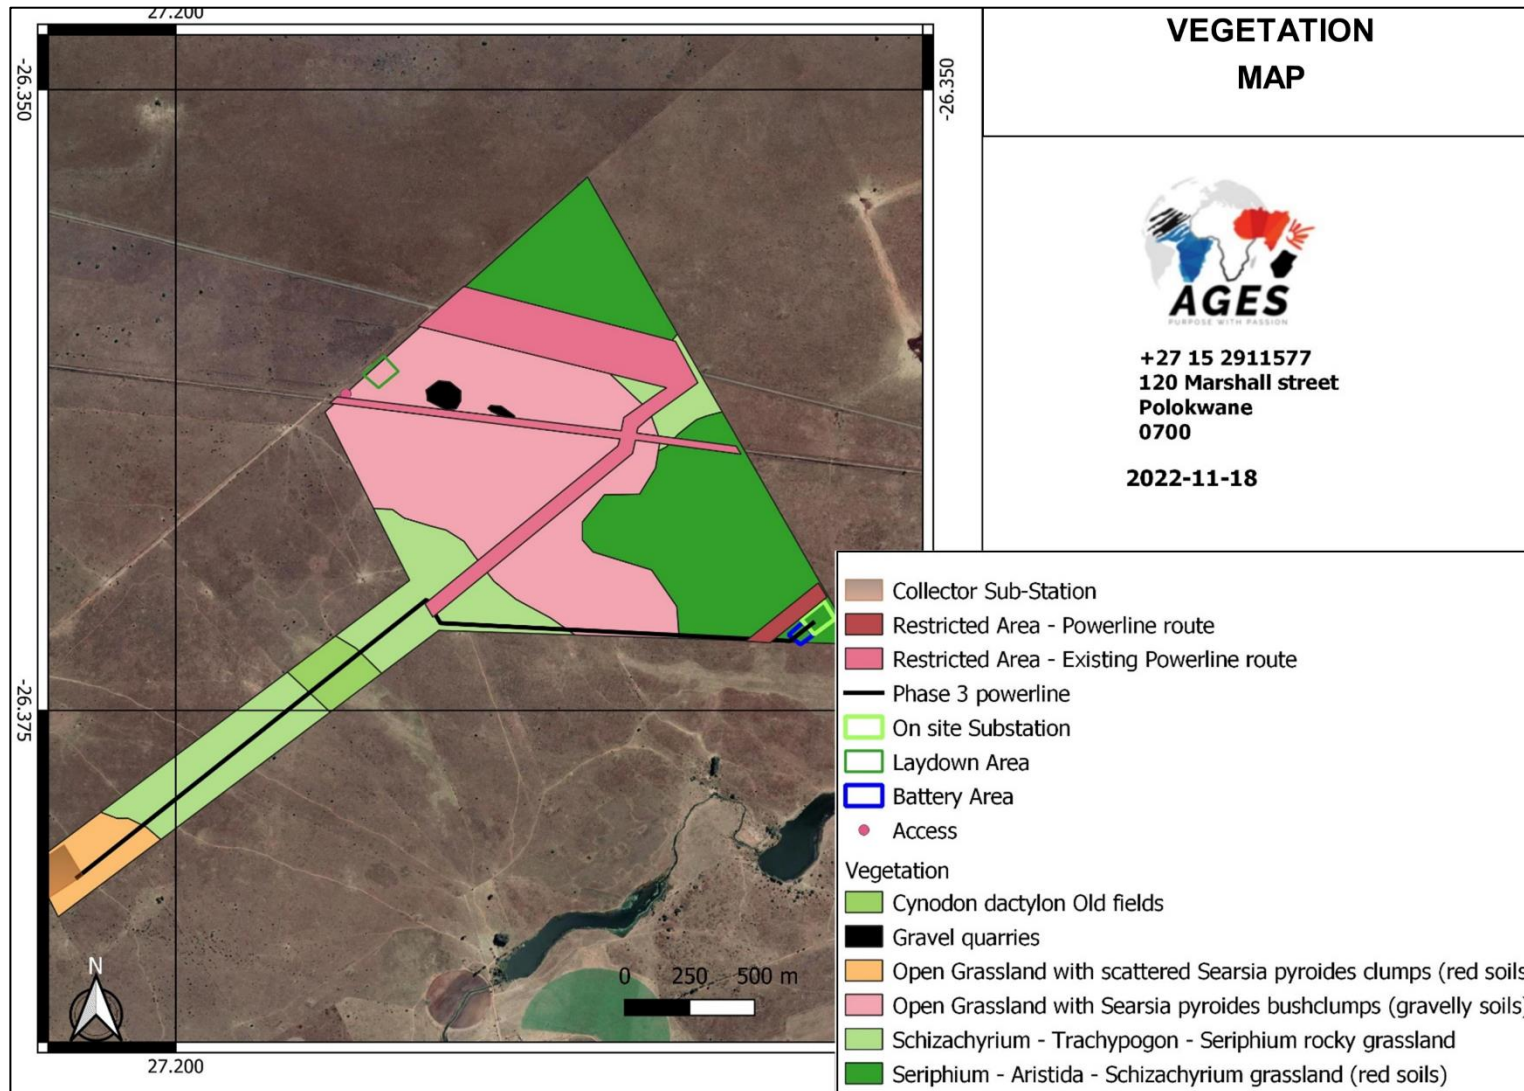 27.200
VEGETATION
MAP
-26.350
-26.350
AGES
PURPOSE WITH PASSION
+27 15 2911577
120 Marshall street
Polokwane
0700
2022-11-18
Collector Sub-Station
Restricted Area - Powerline route
Restricted Area - Existing Powerline route
Phase 3 powerline
On site Substation
Laydown Area
Battery Area
Access
Vegetation
Cynodon dactylon Old fields
Gravel quarries
Open Grassland with scattered Searsia pyroides clumps (red soils
Open Grassland with Searsia pyroides bushclumps (gravelly soils)
Schizachyrium - Trachypogon - Seriphium rocky grassland
Seriphium - Aristida - Schizachyrium grassland (red soils)
-26.375
N
0 250 500 m
27.200